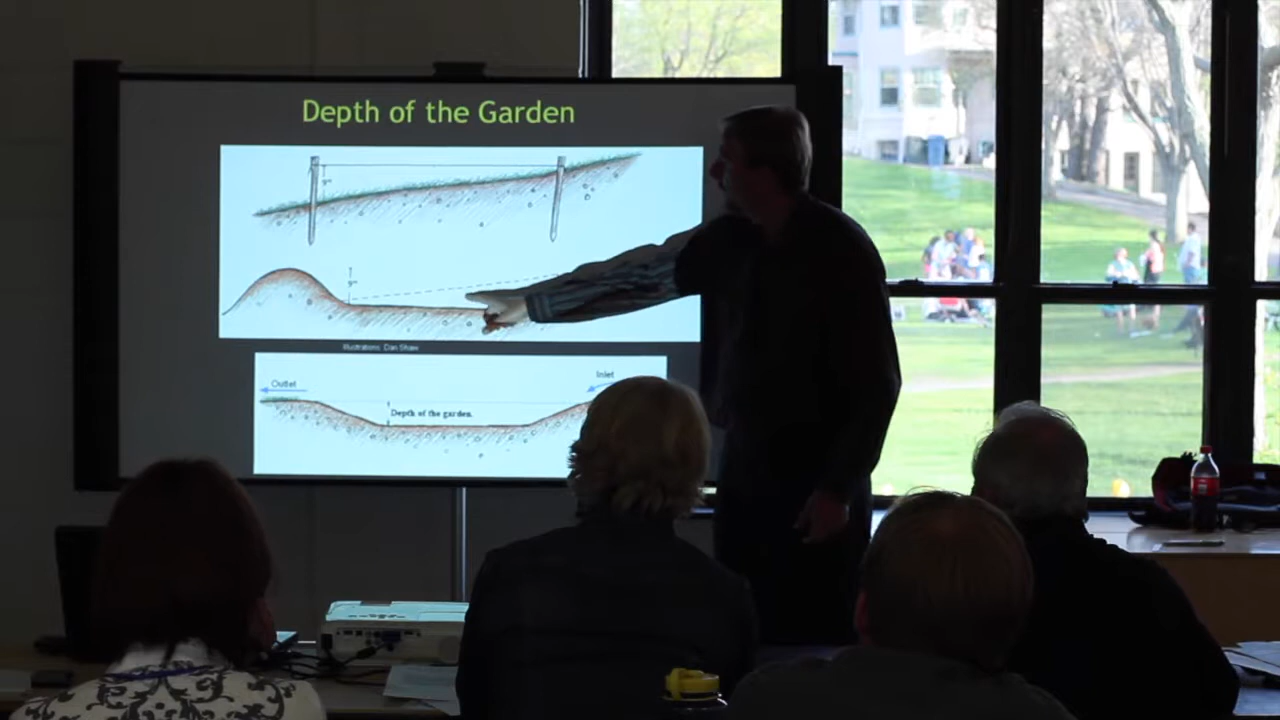 Depth of the Garden
Illustrations: Dan Shaw
Outlet
Inlet
Depth of the garden.